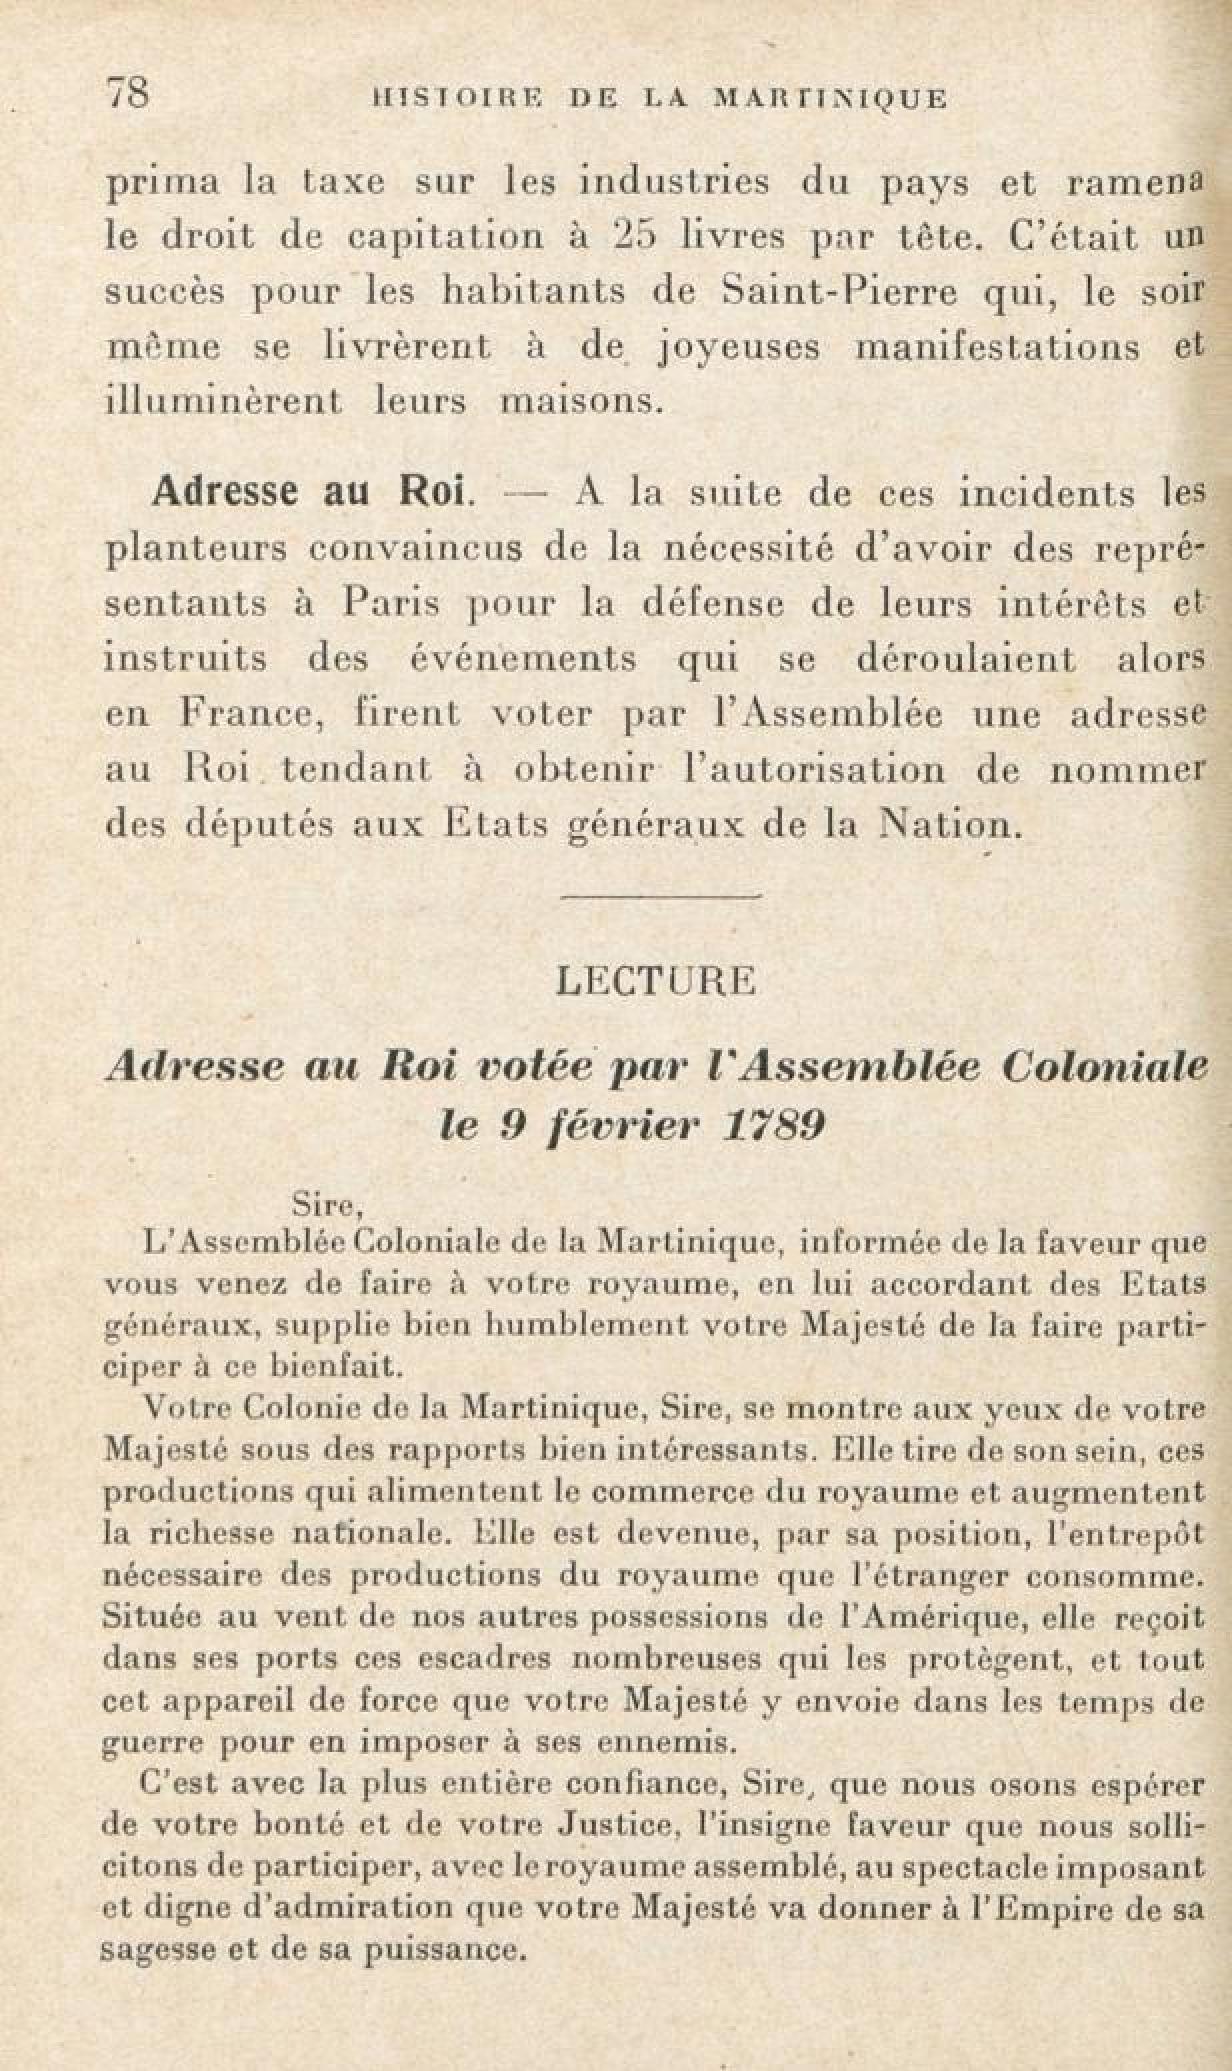 78 HISTOIRE DE LA MARTINIQUE
prima la taxe sur les industries du pays et ramena
le droit de capitation à 25 livres par tête. C'était un
succès pour les habitants de Saint-Pierre qui, le soir
même se livrèrent à de joyeuses manifestations et
illuminèrent leurs maisons.
Adresse au Roi. — A la suite de ces incidents les
planteurs convaincus de la nécessité d'avoir des repré-
sentants à Paris pour la défense de leurs intérêts et
instruits des événements qui se déroulaient alors
en France, firent voter par l'Assemblée une adresse
au Roi tendant à obtenir l'autorisation de nommer
des députés aux Etats généraux de la Nation.
LECTURE
Adresse au Roi votée par l'Assemblée Coloniale
le 9 février 1789
Sire,
L'Assemblée Coloniale de la Martinique, informée de la faveur que
vous venez de faire à votre royaume, en lui accordant des Etats
généraux, supplie bien humblement votre Majesté de la faire parti-
ciper à ce bienfait.
Votre Colonie de la Martinique, Sire, se montre aux yeux de votre
Majesté sous des rapports bien intéressants. Elle tire de son sein, ces
productions qui alimentent le commerce du royaume et augmentent
la richesse nationale. Elle est devenue, par sa position, l'entrepôt
nécessaire des productions du royaume que l'étranger consomme.
Située au vent de nos autres possessions de l'Amérique, elle reçoit
dans ses ports ces escadres nombreuses qui les protègent, et tout
cet appareil de force que votre Majesté y envoie dans les temps de
guerre pour en imposer à ses ennemis.
C'est avec la plus entière confiance, Sire, que nous osons espérer
de votre bonté et de votre Justice, l'insigne faveur que nous solli-
citons de participer, avec le royaume assemblé, au spectacle imposant
et digne d'admiration que votre Majesté va donner à l'Empire de sa
sagesse et de sa puissance.